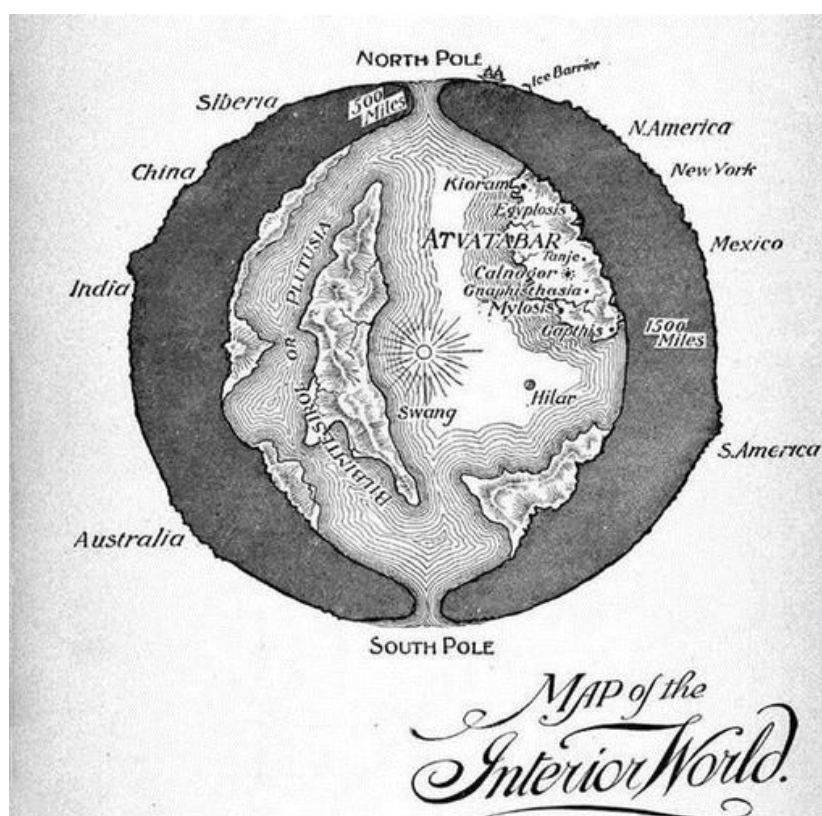 NORTH POLE
Ice Barrier
Siberia
500
Miles
N. America
China
New York
Kioram
Egyplosis
ATVATABAR
Mexico
Tanje
Calnogor
India
Gnaphisthasia
Mylosis
Gapthis
1500
Miles
PLUTUSIA
OR
BILBIMTESIROL
Swang
Hilar
S. America
Australia
SOUTH POLE
MAP of the
Interior World.